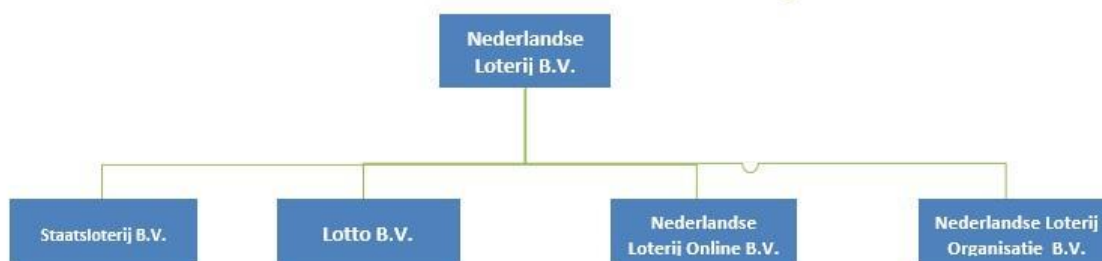 Nederlandse
Loterij B.V.
Staatsloterij B.V.
Lotto B.V.
Nederlandse
Loterij Online B.V.
Nederlandse Loterij
Organisatie B.V.